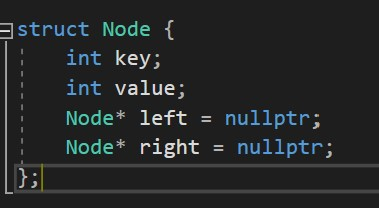 struct Node {
    int key;
    int value;
    Node* left = nullptr;
    Node* right = nullptr;
};